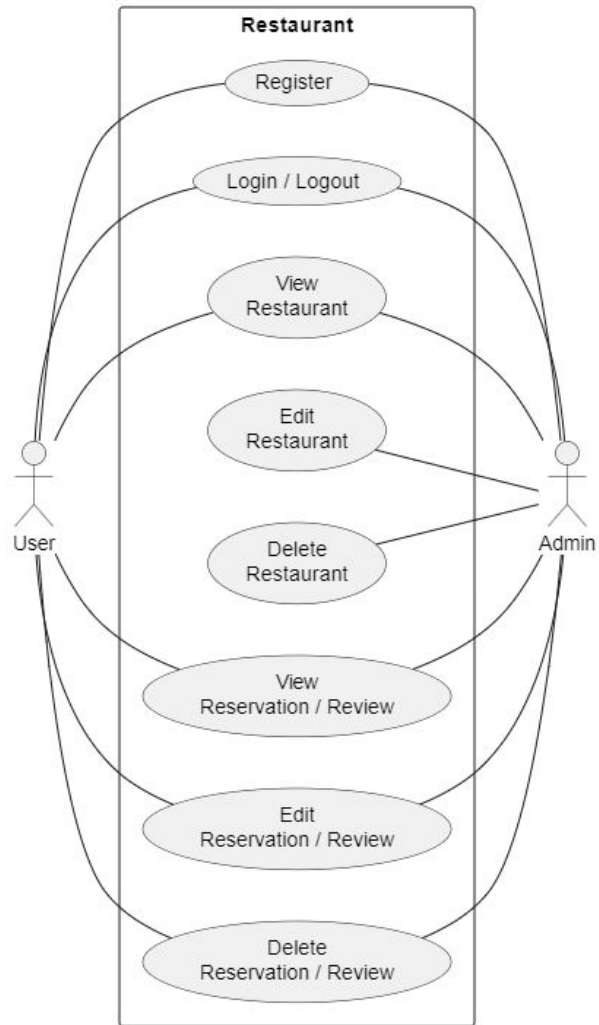 Restaurant
Register
Login / Logout
View
Restaurant
Edit
Restaurant
User
Admin
Delete
Restaurant
View
Reservation / Review
Edit
Reservation / Review
Delete
Reservation / Review